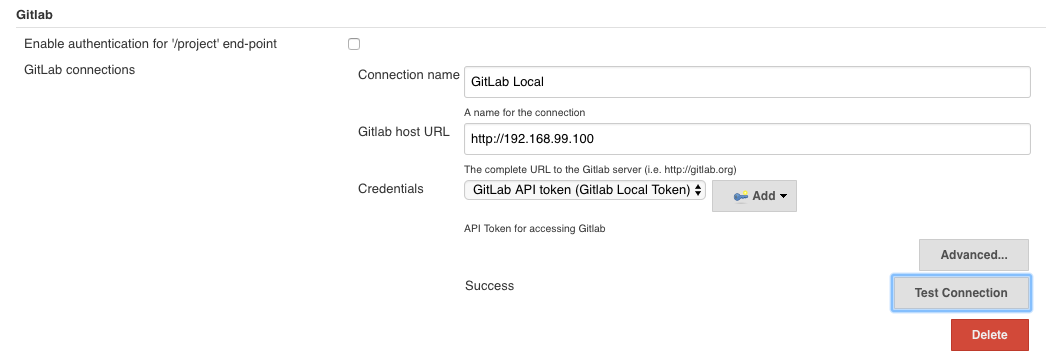 Gitlab
Enable authentication for '/project' end-point
GitLab connections
Connection name GitLab Local
A name for the connection
Gitlab host URL http://192.168.99.100
The complete URL to the Gitlab server (i.e. http://gitlab.org)
Credentials GitLab API token (Gitlab Local Token) Add
API Token for accessing Gitlab
Advanced...
Success Test Connection
Delete